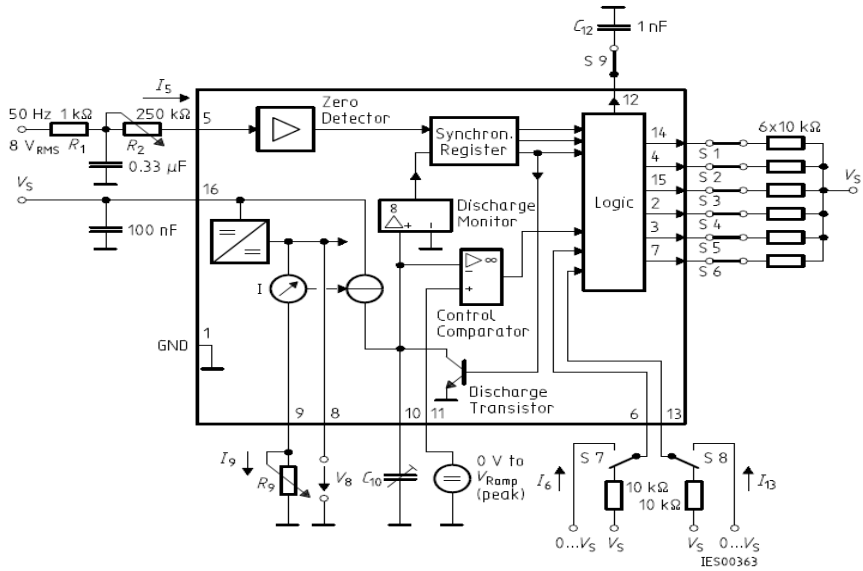 C12
1 nF
S 9
12
I5
50 Hz 1 kΩ
250 kΩ
8 VRMS R1
R2
0.33 µF
5
Zero
Detector
Synchron.
Register
Logic
14
4
15
2
3
7
S 1
S 2
S 3
S 4
S 5
S 6
6x10 kΩ
VS
VS
16
100 nF
8
+
Discharge
Monitor
I
∞
−
+
Control
Comparator
GND
1
Discharge
Transistor
9
8
10
11
6
13
I9
R9
V8
C10
0 V to
VRamp
(peak)
I6
S 7
S 8
I13
10 kΩ
10 kΩ
0...VS
VS
VS
0...VS
IES00363